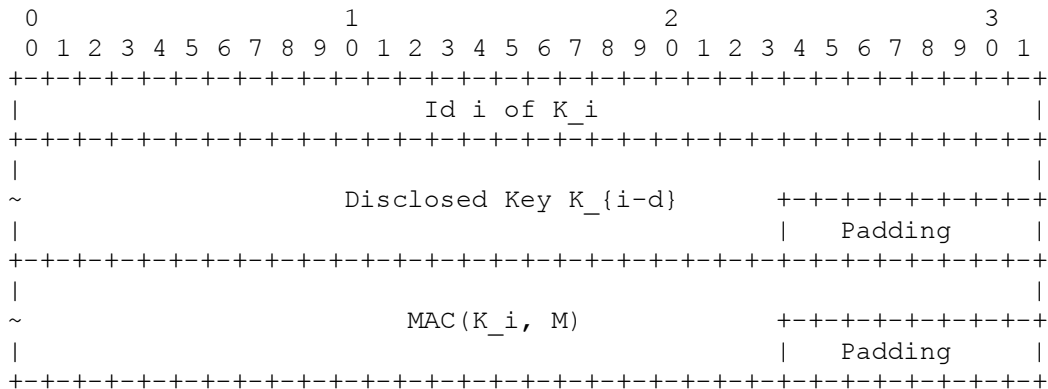 0                   1                   2                   3
 0 1 2 3 4 5 6 7 8 9 0 1 2 3 4 5 6 7 8 9 0 1 2 3 4 5 6 7 8 9 0 1
+-+-+-+-+-+-+-+-+-+-+-+-+-+-+-+-+-+-+-+-+-+-+-+-+-+-+-+-+-+-+-+-+
|                         Id i of K_i                           |
+-+-+-+-+-+-+-+-+-+-+-+-+-+-+-+-+-+-+-+-+-+-+-+-+-+-+-+-+-+-+-+-+
|                                                               |
~                    Disclosed Key K_{i-d}      +-+-+-+-+-+-+-+-+
|                                               |   Padding     |
+-+-+-+-+-+-+-+-+-+-+-+-+-+-+-+-+-+-+-+-+-+-+-+-+-+-+-+-+-+-+-+-+
|                                                               |
~                        MAC(K_i, M)            +-+-+-+-+-+-+-+-+
|                                               |   Padding     |
+-+-+-+-+-+-+-+-+-+-+-+-+-+-+-+-+-+-+-+-+-+-+-+-+-+-+-+-+-+-+-+-+